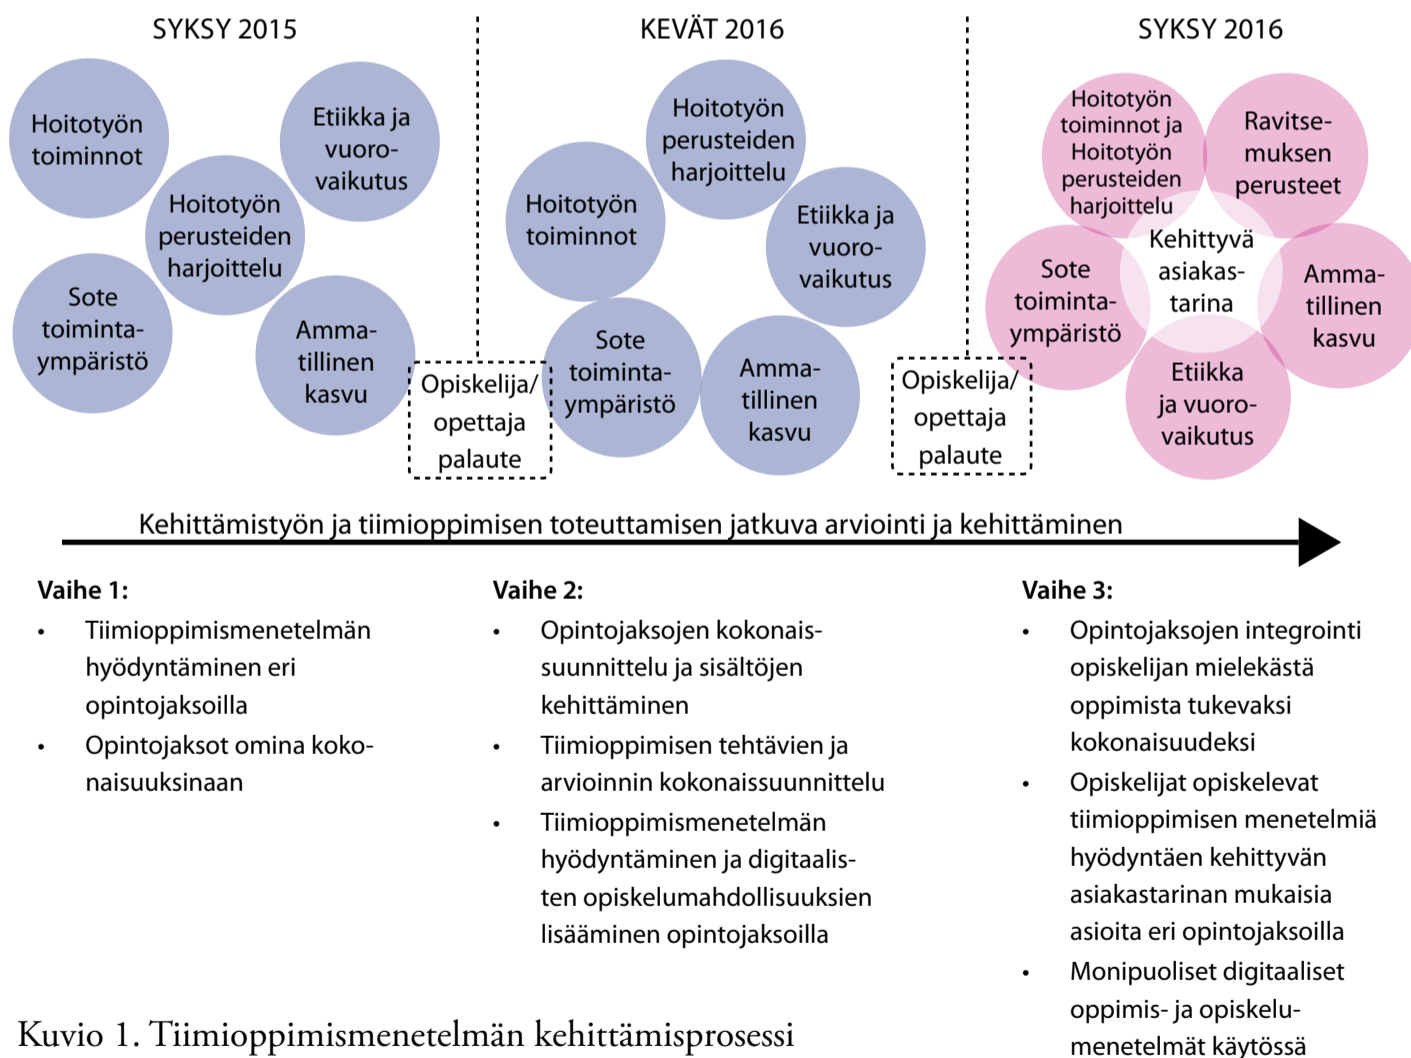 SYKSY 2015
Hoitotyön
toiminnot
Etiikka ja
vuoro-
vaikutus
Hoitotyön
perusteiden
harjoittelu
Sote
toiminta-
ympäristö
Amma-
tillinen
kasvu
Opiskelija/
opettaja
palaute
KEVÄT 2016
Hoitotyön
perusteiden
harjoittelu
Hoitotyön
toiminnot
Etiikka ja
vuoro-
vaikutus
Sote
toiminta-
ympäristö
Amma-
tillinen
kasvu
Opiskelija/
opettaja
palaute
SYKSY 2016
Hoitotyön
toiminnot ja
Hoitotyön
perusteiden
harjoittelu
Ravitse-
muksen
perusteet
Kehittyvä
asiakas-
tarina
Sote
toiminta-
ympäristö
Amma-
tillinen
kasvu
Etiikka
ja vuoro-
vaikutus
Kehittämistyön ja tiimioppimisen toteuttamisen jatkuva arviointi ja kehittäminen
Vaihe 1:
• Tiimioppimismenetelmän
hyödyntäminen eri
opintojaksoilla
• Opintojaksot omina koko-
naisuuksinaan
Vaihe 2:
• Opintojaksojen kokonais-
suunnittelu ja sisältöjen
kehittäminen
• Tiimioppimisen tehtävien ja
arvioinnin kokonaissuunnittelu
• Tiimioppimismenetelmän
hyödyntäminen ja digitaalis-
ten opiskelumahdollisuuksien
lisääminen opintojaksoilla
Vaihe 3:
• Opintojaksojen integrointi
opiskelijan mielekästä
oppimista tukevaksi
kokonaisuudeksi
• Opiskelijat opiskelevat
tiimioppimisen menetelmiä
hyödyntäen kehittyvän
asiakastarinan mukaisia
asioita eri opintojaksoilla
• Monipuoliset digitaaliset
oppimis- ja opiskelu-
menetelmät käytössä
Kuvio 1. Tiimioppimismenetelmän kehittämisprosessi